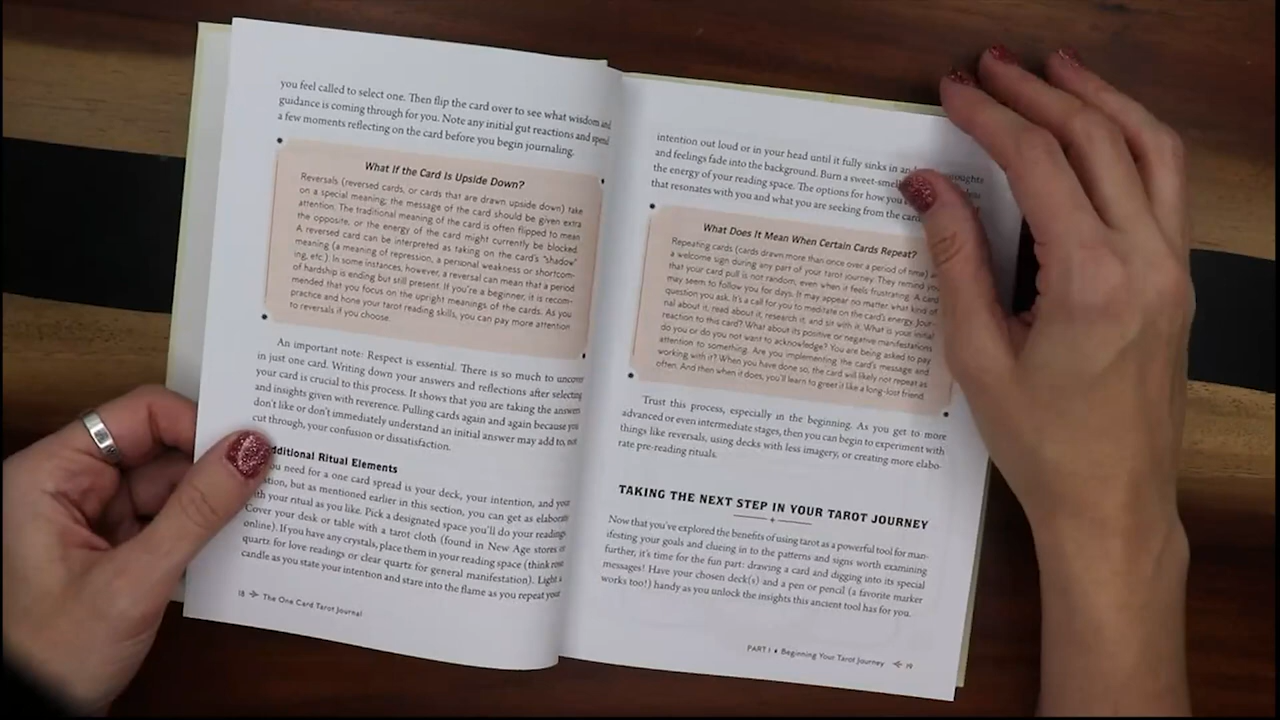 you feel called to select one. Then flip the card over to see what wisdom and
guidance is coming through for you. Note any initial gut reactions and spend
a few moments reflecting on the card before you begin journaling.
What If the Card Is Upside Down?
Reversals (reversed cards, or cards that are drawn upside down) take
on a special meaning; the message of the card should be given extra
attention. The traditional meaning of the card is often flipped to mean
the opposite, or the energy of the card might currently be blocked.
A reversed card can be interpreted as taking on the card's "shadow"
meaning (a meaning of repression, a personal weakness or shortcom-
ing, etc.). In some instances, however, a reversal can mean that a period
of hardship is ending but still present. If you're a beginner, it is recom-
mended that you focus on the upright meanings of the cards. As you
practice and hone your tarot reading skills, you can pay more attention
to reversals if you choose.
An important note: Respect is essential. There is so much to uncover
in just one card. Writing down your answers and reflections after selecting
your card is crucial to this process. It shows that you are taking the answers
and insights given with reverence. Pulling cards again and again because you
don't like or don't immediately understand an initial answer may add to, not
cut through, your confusion or dissatisfaction.
dditional Ritual Elements
ou need for a one card spread is your deck, your intention, and your
tion, but as mentioned earlier in this section, you can get as elaborate
th your ritual as you like. Pick a designated space you'll do your readings
Cover your desk or table with a tarot cloth (found in New Age stores or
online). If you have any crystals, place them in your reading space (think rose
quartz for love readings or clear quartz for general manifestation). Light a
candle as you state your intention and stare into the flame as you repeat your
18 The One Card Tarot Journal
intention out loud or in your head until it fully sinks in and thoughts
and feelings fade into the background. Burn a sweet-smell
the energy of your reading space. The options for how you
that resonates with you and what you are seeking from the card
What Does It Mean When Certain Cards Repeat?
Repeating cards (cards drawn more than once over a period of time)
a welcome sign during any part of your tarot journey. They remind you
that your card pull is not random, even when it feels frustrating. A card
may seem to follow you for days. It may appear no matter what kind of
question you ask. It's a call for you to meditate on the card's energy. Jour-
nal about it, read about it, research it, and sit with it. What is your initial
reaction to this card? What about its positive or negative manifestations
do you or do you not want to acknowledge? You are being asked to pay
attention to something. Are you implementing the card's message and
working with it? When you have done so, the card will likely not repeat as
often. And then when it does, you'll learn to greet it like a long-lost friend.
Trust this process, especially in the beginning. As you get to more
advanced or even intermediate stages, then you can begin to experiment with
things like reversals, using decks with less imagery, or creating more elabo-
rate pre-reading rituals.
TAKING THE NEXT STEP IN YOUR TAROT JOURNEY
Now that you've explored the benefits of using tarot as a powerful tool for man-
ifesting your goals and clueing in to the patterns and signs worth examining
further, it's time for the fun part: drawing a card and digging into its special
messages! Have your chosen deck(s) and a pen or pencil (a favorite marker
works too!) handy as you unlock the insights this ancient tool has for you.
PART I • Beginning Your Tarot Journey 19